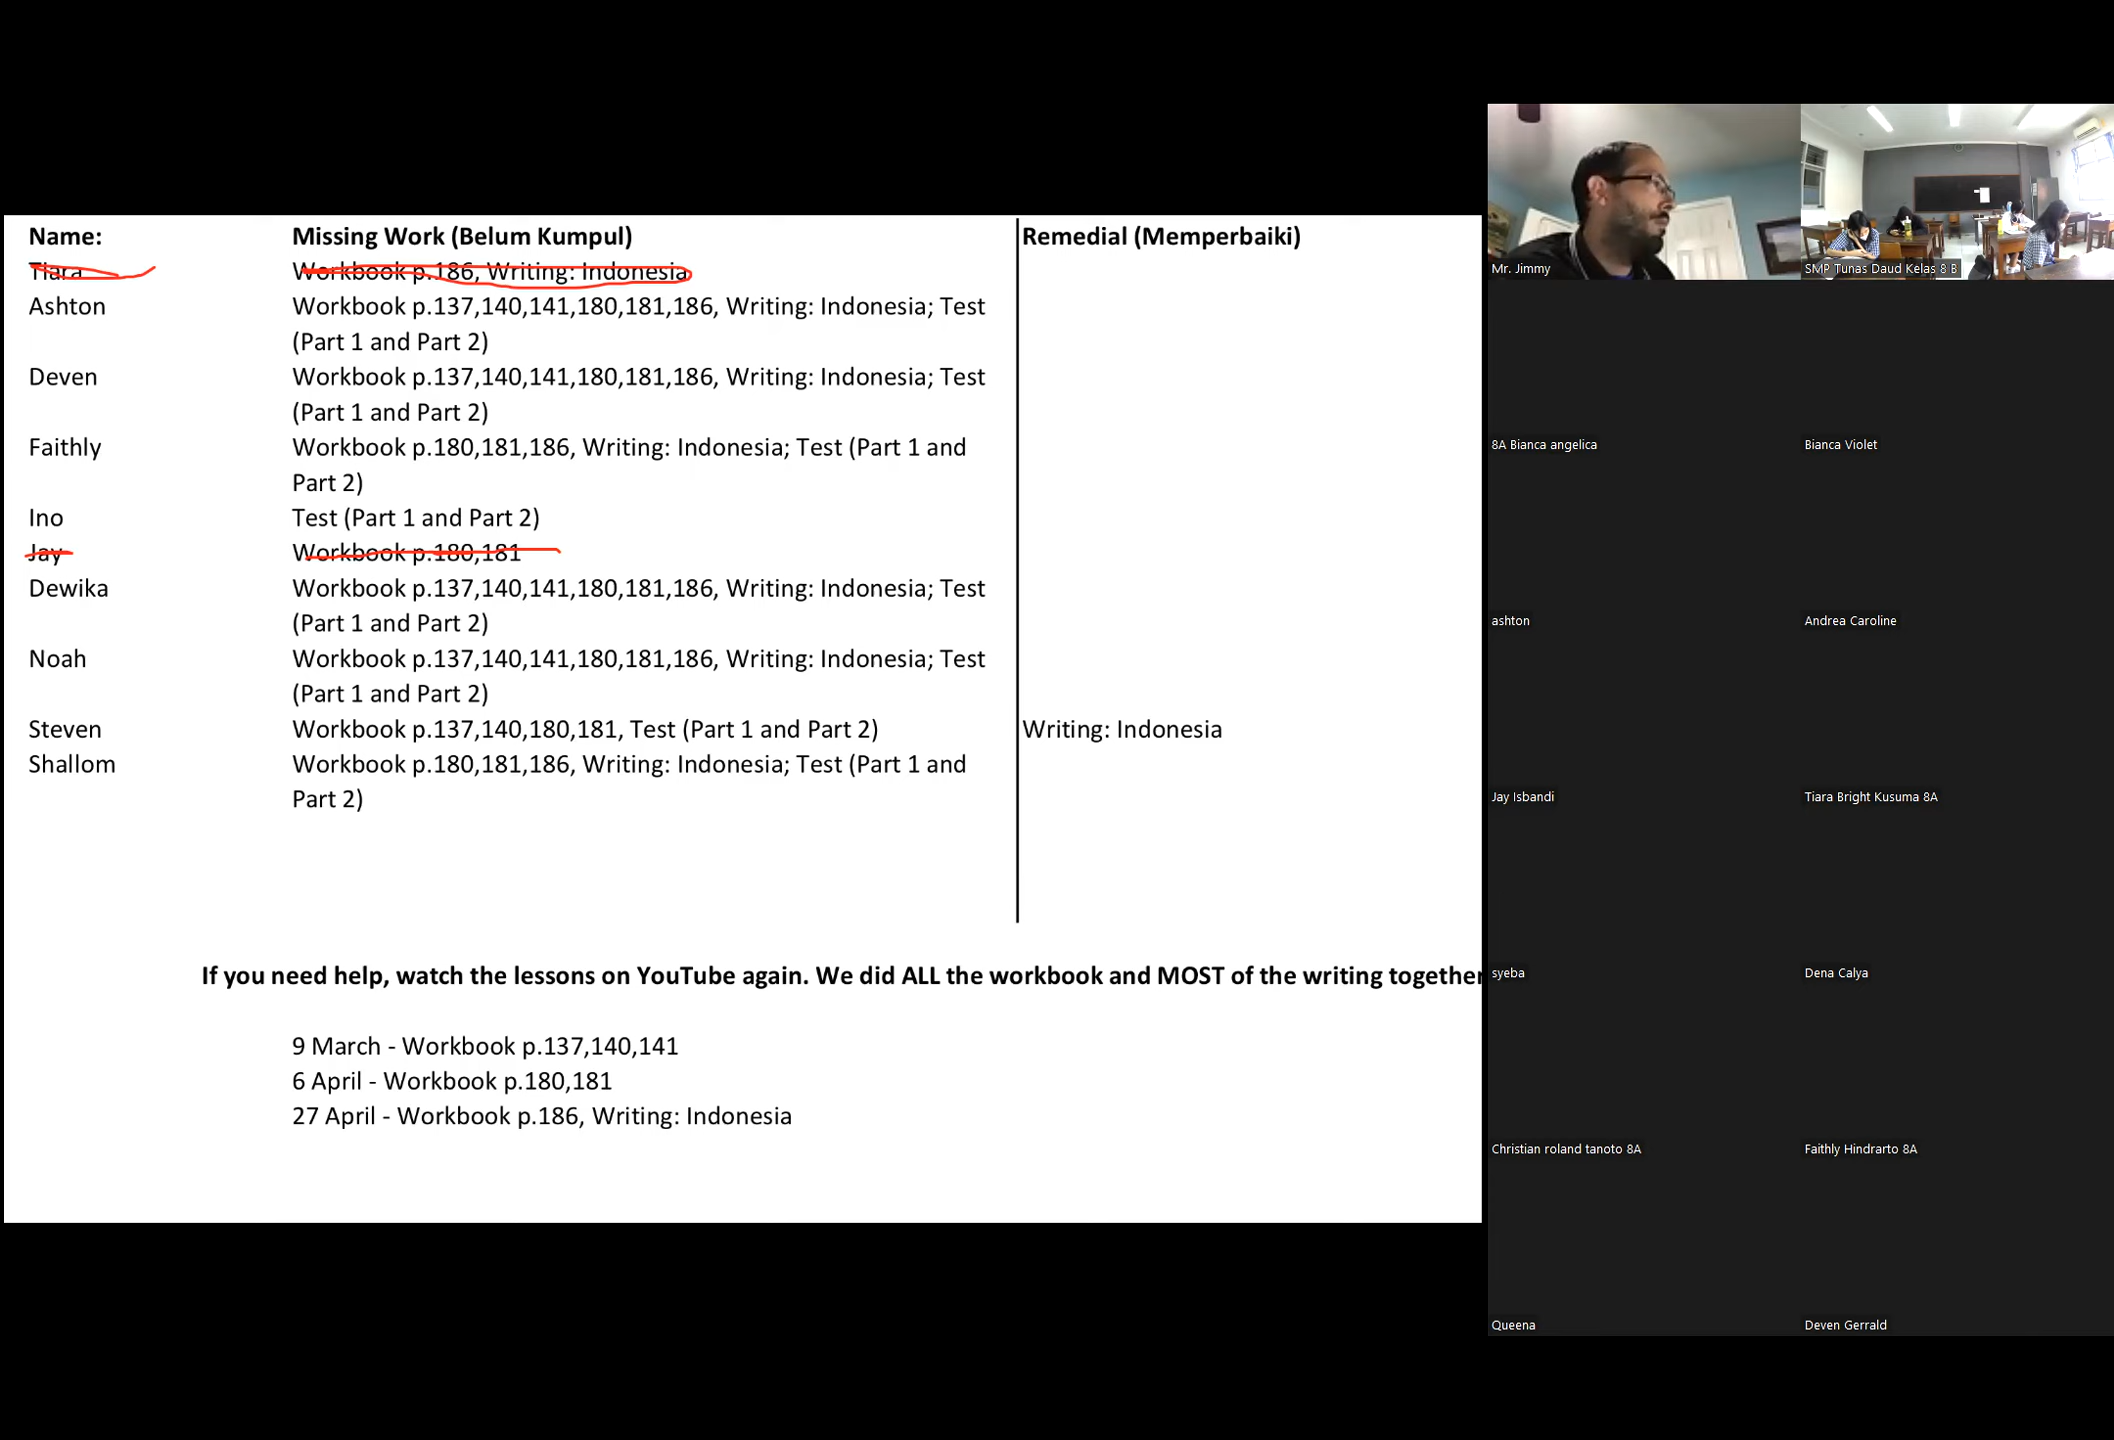 Name: Missing Work (Belum Kumpul) Remedial (Memperbaiki)
Tiara Workbook p.186, Writing: Indonesia
Ashton Workbook p.137,140,141,180,181,186, Writing: Indonesia; Test
(Part 1 and Part 2)
Deven Workbook p.137,140,141,180,181,186, Writing: Indonesia; Test
(Part 1 and Part 2)
Faithly Workbook p.180,181,186, Writing: Indonesia; Test (Part 1 and
Part 2)
Ino Test (Part 1 and Part 2)
Jay Workbook p.180,181
Dewika Workbook p.137,140,141,180,181,186, Writing: Indonesia; Test
(Part 1 and Part 2)
Noah Workbook p.137,140,141,180,181,186, Writing: Indonesia; Test
(Part 1 and Part 2)
Steven Workbook p.137,140,180,181, Test (Part 1 and Part 2) Writing: Indonesia
Shallom Workbook p.180,181,186, Writing: Indonesia; Test (Part 1 and
Part 2)
If you need help, watch the lessons on YouTube again. We did ALL the workbook and MOST of the writing together
9 March - Workbook p.137,140,141
6 April - Workbook p.180,181
27 April - Workbook p.186, Writing: Indonesia
Mr. Jimmy
SMP Tunas Daud Kelas 8 B
8A Bianca angelica
Bianca Violet
ashton
Andrea Caroline
Jay Isbandi
Tiara Bright Kusuma 8A
syeba
Dena Calya
Christian roland tanoto 8A
Faithly Hindrarto 8A
Queena
Deven Gerrald